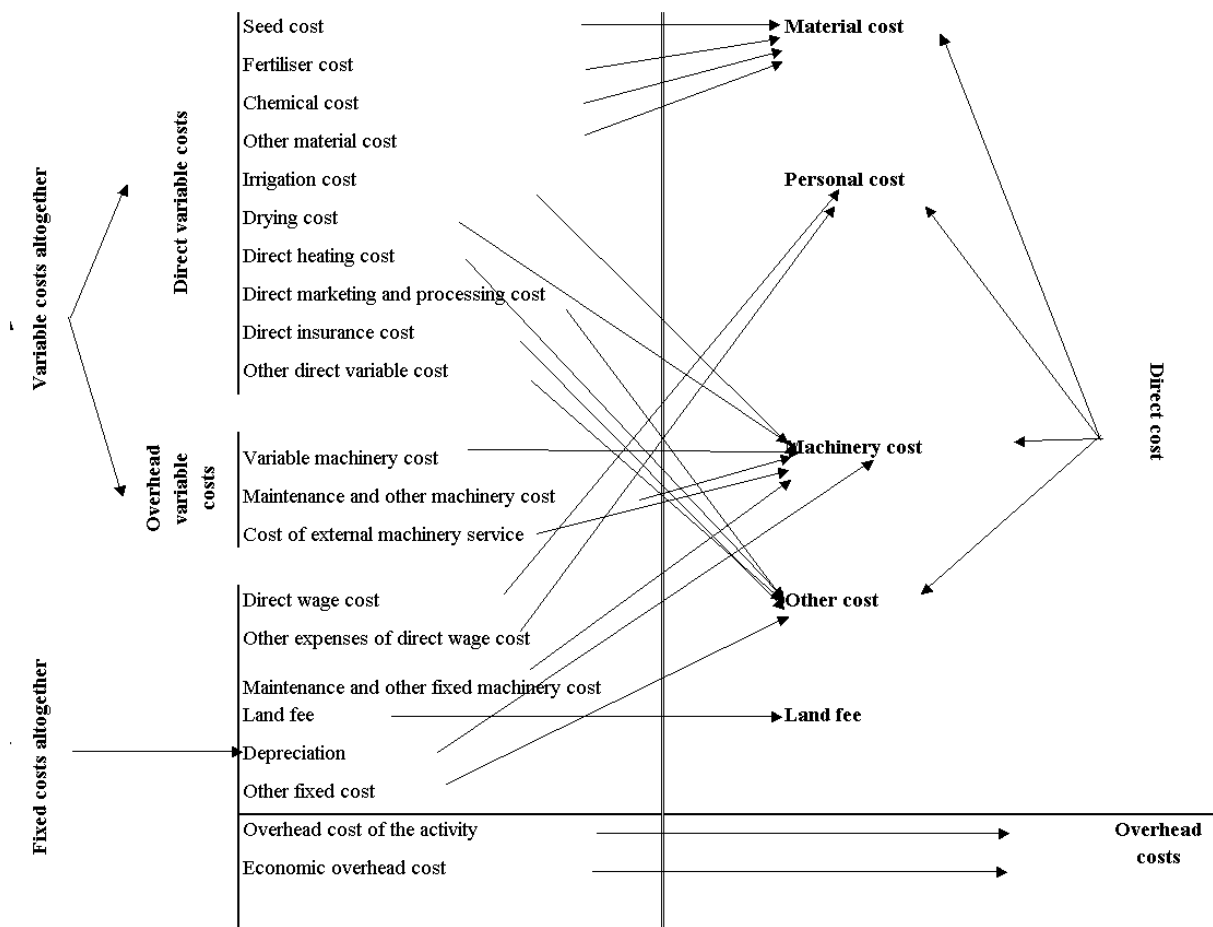 Variable costs altogether
Direct variable costs
Seed cost
Fertiliser cost
Chemical cost
Other material cost
Irrigation cost
Drying cost
Direct heating cost
Direct marketing and processing cost
Direct insurance cost
Other direct variable cost
Overhead
variable
costs
Variable machinery cost
Maintenance and other machinery cost
Cost of external machinery service
Fixed costs altogether
Direct wage cost
Other expenses of direct wage cost
Maintenance and other fixed machinery cost
Land fee
Depreciation
Other fixed cost
Overhead cost of the activity
Economic overhead cost
Material cost
Personal cost
Machinery cost
Other cost
Land fee
Direct cost
Overhead
costs